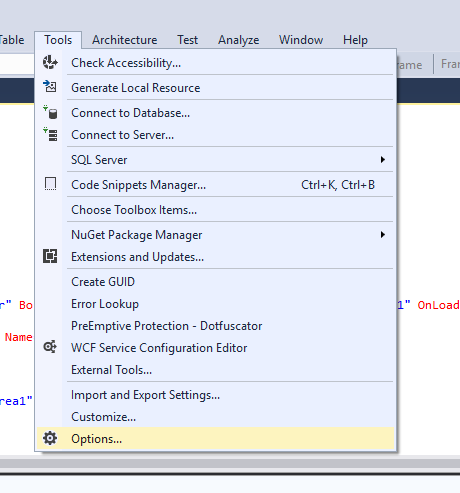 Table Tools Architecture Test Analyze Window Help
Check Accessibility... rame Fra
Generate Local Resource
Connect to Database...
Connect to Server...
SQL Server
Code Snippets Manager... Ctrl+K, Ctrl+B
Choose Toolbox Items...
NuGet Package Manager
Extensions and Updates...
Create GUID
r" Bo Error Lookup 1" OnLoad
PreEmptive Protection - Dotfuscator
Name WCF Service Configuration Editor
External Tools...
Import and Export Settings...
rea1" Customize...
Options...